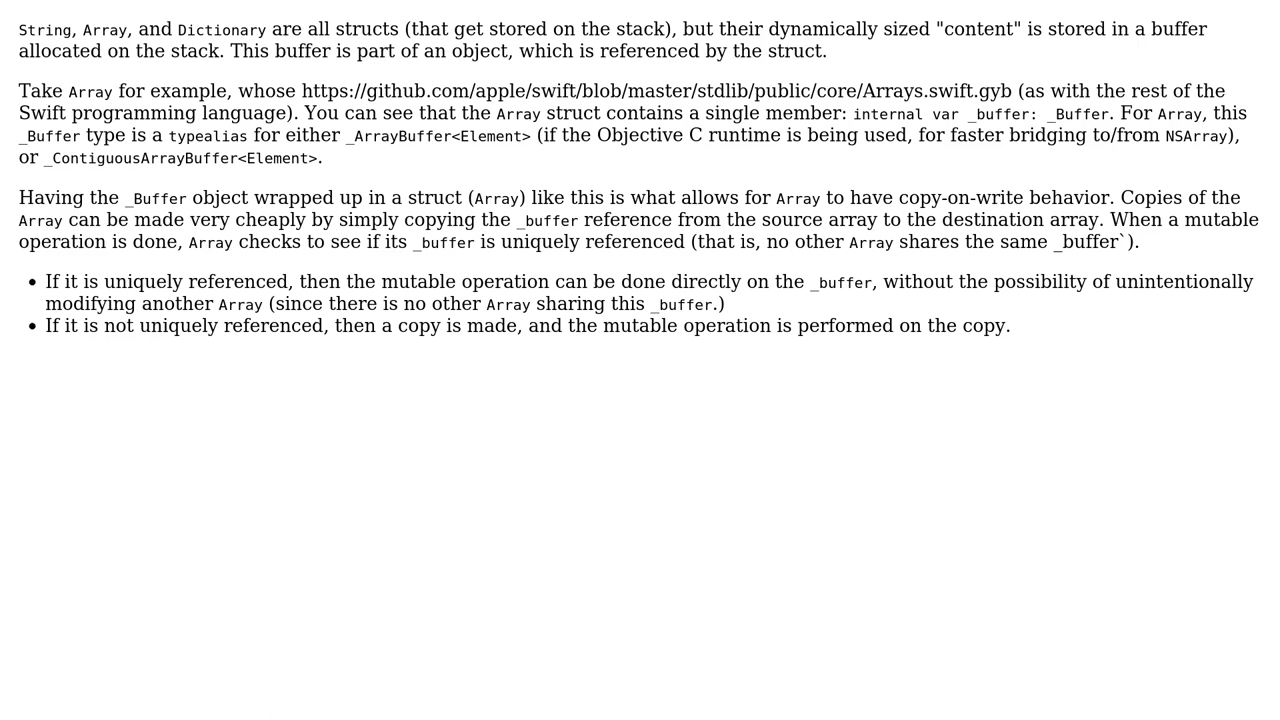 String, Array, and Dictionary are all structs (that get stored on the stack), but their dynamically sized "content" is stored in a buffer
allocated on the stack. This buffer is part of an object, which is referenced by the struct.
Take Array for example, whose https://github.com/apple/swift/blob/master/stdlib/public/core/Arrays.swift.gyb (as with the rest of the
Swift programming language). You can see that the Array struct contains a single member: internal var _buffer: _Buffer. For Array, this
_Buffer type is a typealias for either _ArrayBuffer<Element> (if the Objective C runtime is being used, for faster bridging to/from NSArray),
or _ContiguousArrayBuffer<Element>.
Having the _Buffer object wrapped up in a struct (Array) like this is what allows for Array to have copy-on-write behavior. Copies of the
Array can be made very cheaply by simply copying the _buffer reference from the source array to the destination array. When a mutable
operation is done, Array checks to see if its _buffer is uniquely referenced (that is, no other Array shares the same _buffer`).
• If it is uniquely referenced, then the mutable operation can be done directly on the _buffer, without the possibility of unintentionally
modifying another Array (since there is no other Array sharing this _buffer.)
• If it is not uniquely referenced, then a copy is made, and the mutable operation is performed on the copy.